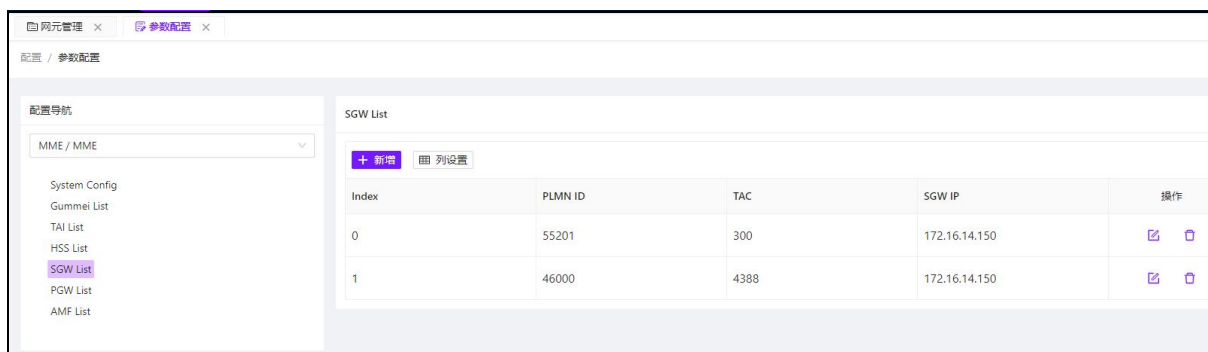 网元管理 参数配置
配置 / 参数配置
配置导航
MME / MME
System Config
Gummei List
TAI List
HSS List
SGW List
PGW List
AMF List
SGW List
新增 列设置
Index PLMN ID TAC SGW IP 操作
0 55201 300 172.16.14.150
1 46000 4388 172.16.14.150